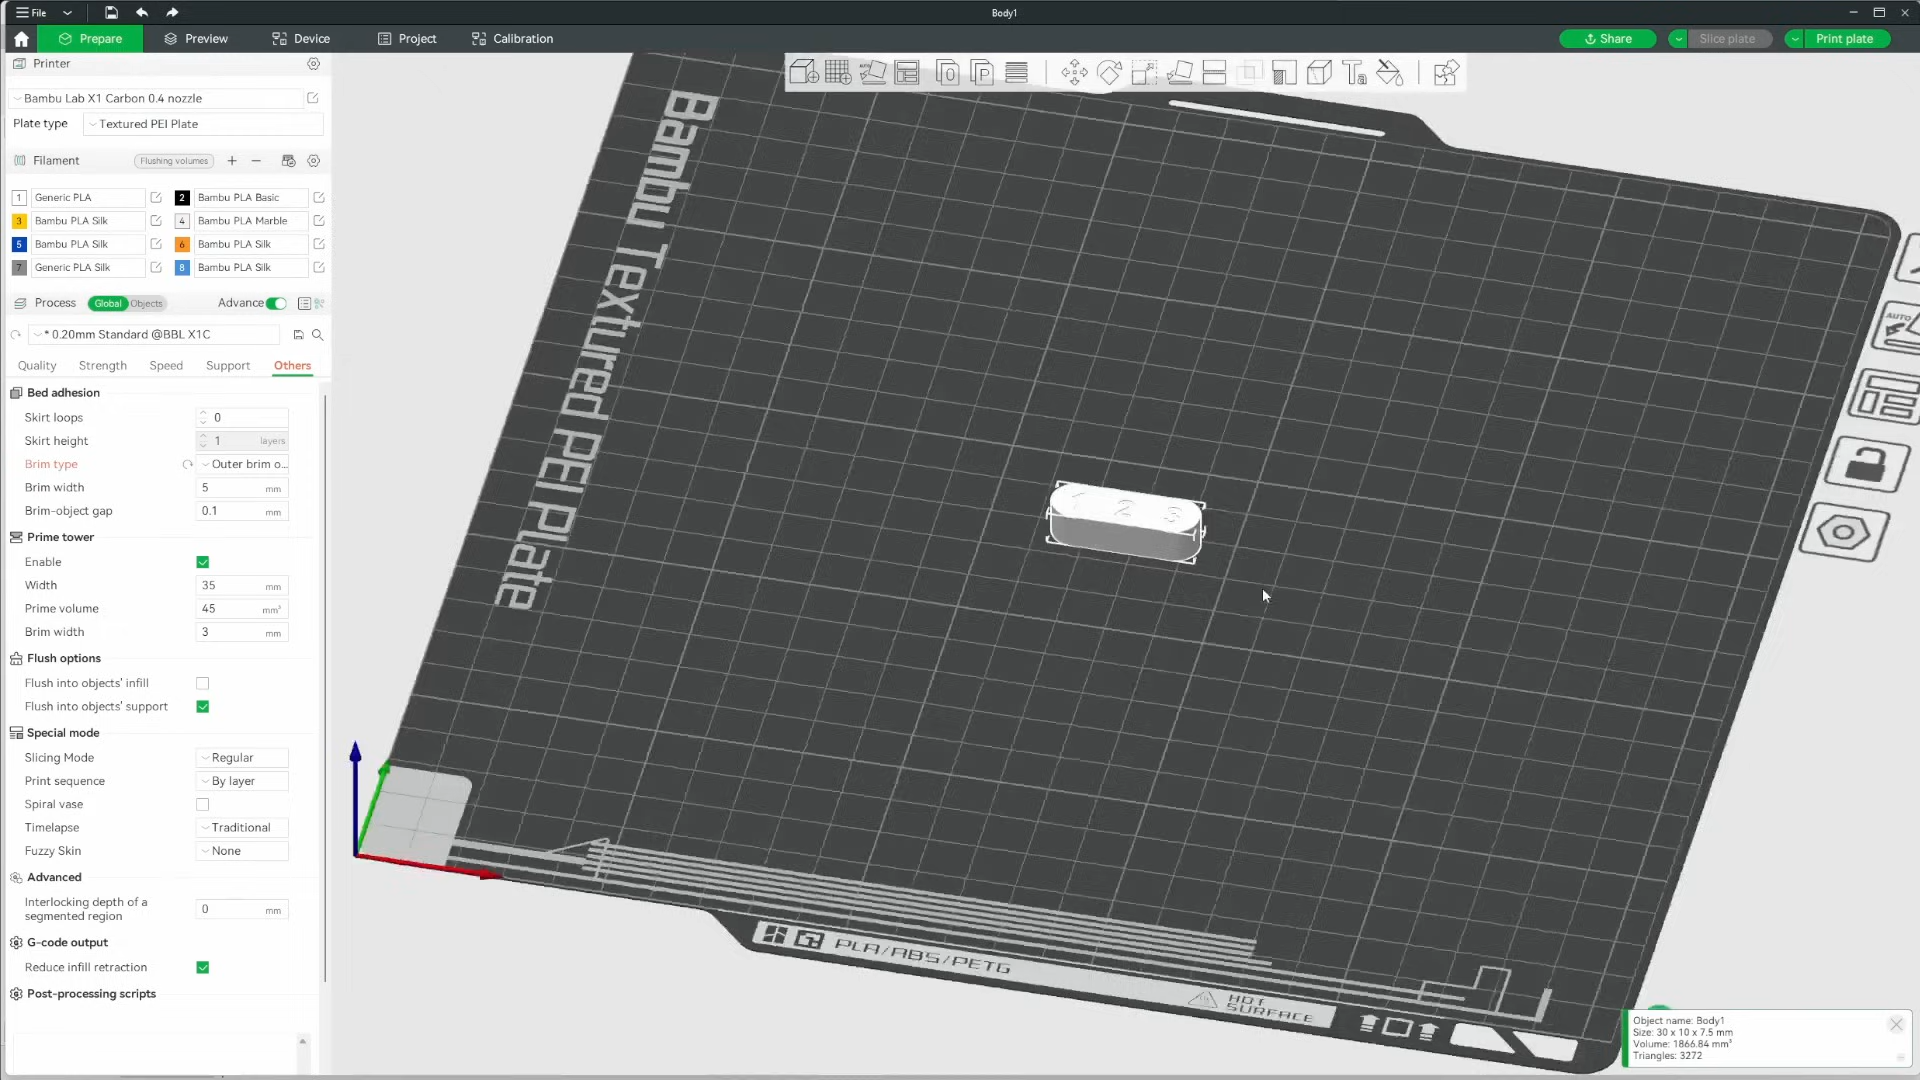 File
Body1
Prepare
Preview
Device
Project
Calibration
Share
Slice plate
Print plate
Printer
Bambu Lab X1 Carbon 0.4 nozzle
Plate type
Textured PEI Plate
Filament
Flushing volumes
1 Generic PLA
2 Bambu PLA Basic
3 Bambu PLA Silk
4 Bambu PLA Marble
5 Bambu PLA Silk
6 Bambu PLA Silk
7 Generic PLA Silk
8 Bambu PLA Silk
Process
Global
Objects
Advance
* 0.20mm Standard @BBL X1C
Quality
Strength
Speed
Support
Others
Bed adhesion
Skirt loops 0
Skirt height 1 layers
Brim type Outer brim o...
Brim width 5 mm
Brim-object gap 0.1 mm
Prime tower
Enable
Width 35 mm
Prime volume 45 mm³
Brim width 3 mm
Flush options
Flush into objects' infill
Flush into objects' support
Special mode
Slicing Mode Regular
Print sequence By layer
Spiral vase
Timelapse Traditional
Fuzzy Skin None
Advanced
Interlocking depth of a
segmented region 0 mm
G-code output
Reduce infill retraction
Post-processing scripts
Bambu Textured PEI Plate
1 2 3
AUTO
PLA/ABS/PETG
HOT
SURFACE
Object name: Body1
Size: 30 x 10 x 7.5 mm
Volume: 1866.84 mm³
Triangles: 3272